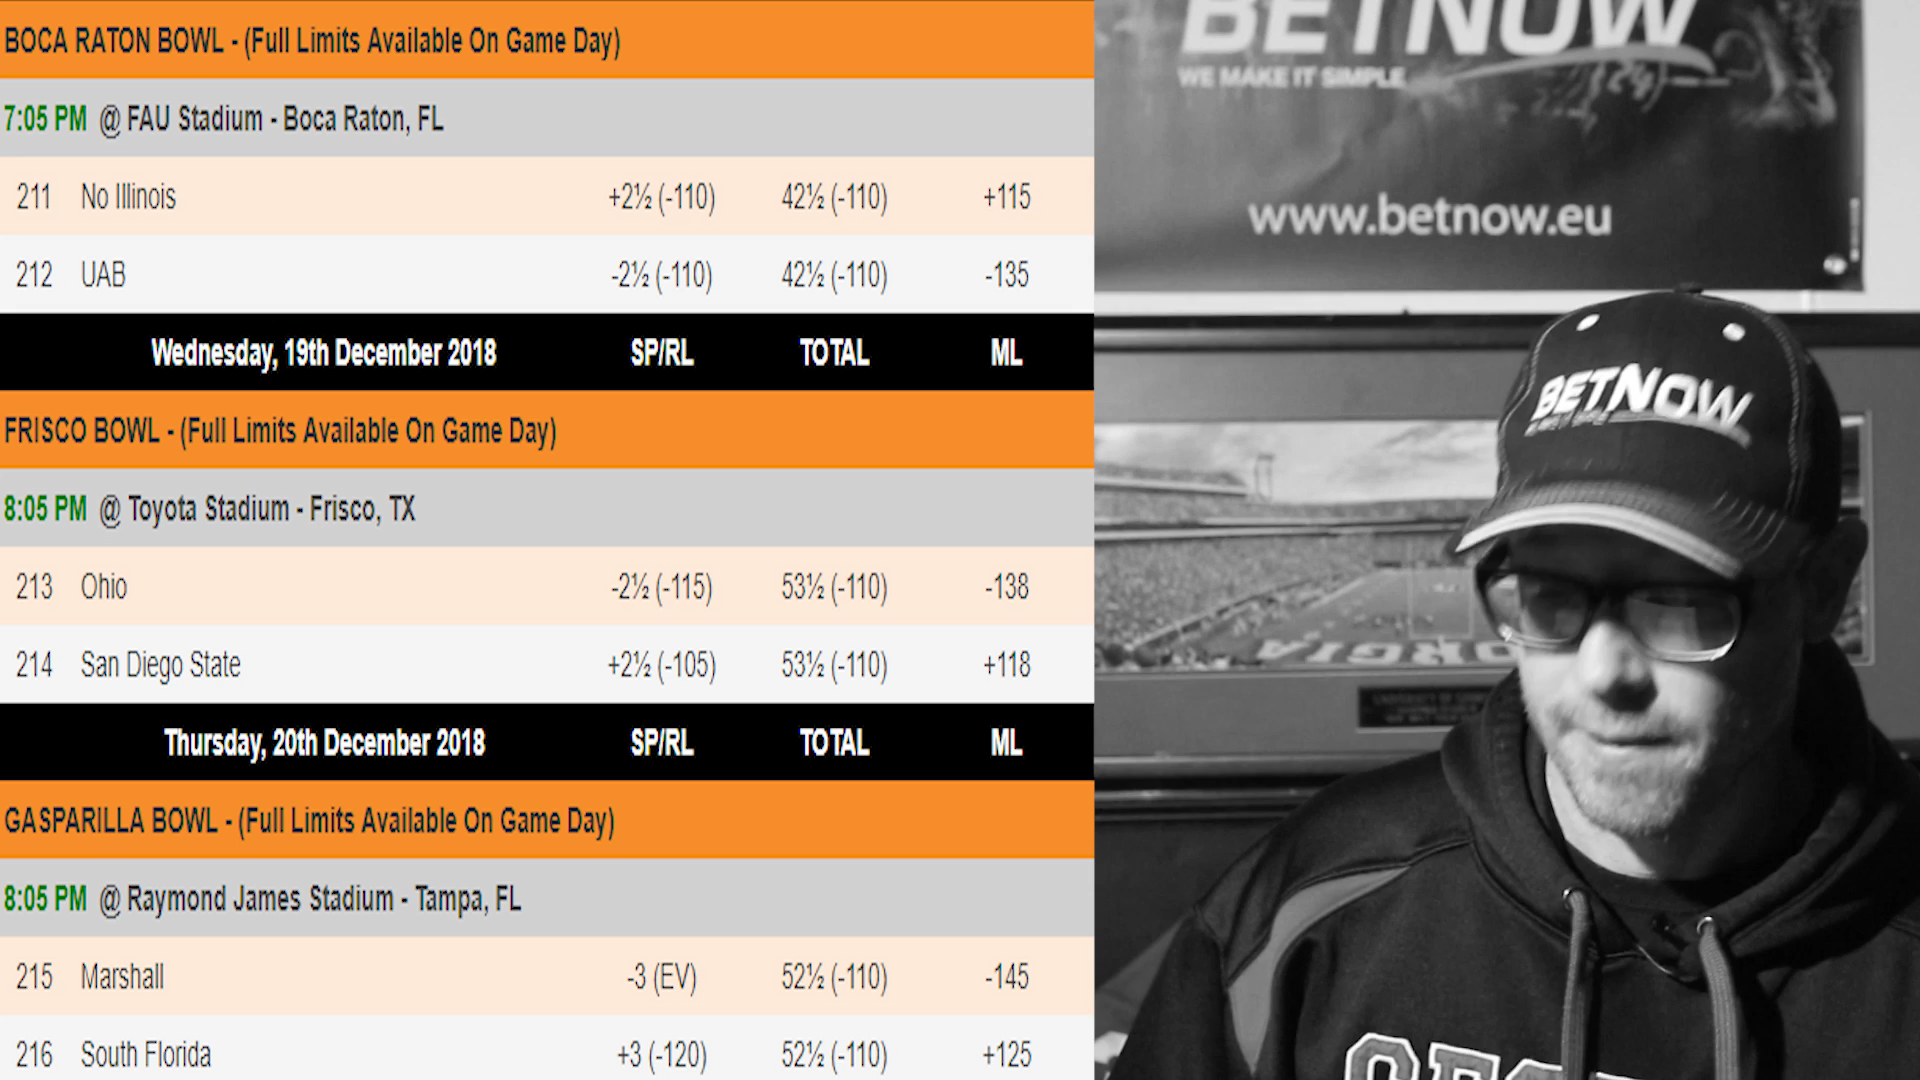 BOCA RATON BOWL - (Full Limits Available On Game Day)
7:05 PM @ FAU Stadium - Boca Raton, FL
211 No Illinois +2½ (-110) 42½ (-110) +115
212 UAB -2½ (-110) 42½ (-110) -135
Wednesday, 19th December 2018 SP/RL TOTAL ML
FRISCO BOWL - (Full Limits Available On Game Day)
8:05 PM @ Toyota Stadium - Frisco, TX
213 Ohio -2½ (-115) 53½ (-110) -138
214 San Diego State +2½ (-105) 53½ (-110) +118
Thursday, 20th December 2018 SP/RL TOTAL ML
GASPARILLA BOWL - (Full Limits Available On Game Day)
8:05 PM @ Raymond James Stadium - Tampa, FL
215 Marshall -3 (EV) 52½ (-110) -145
216 South Florida +3 (-120) 52½ (-110) +125
BETNOW
WE MAKE IT SIMPLE
www.betnow.eu
BETNOW